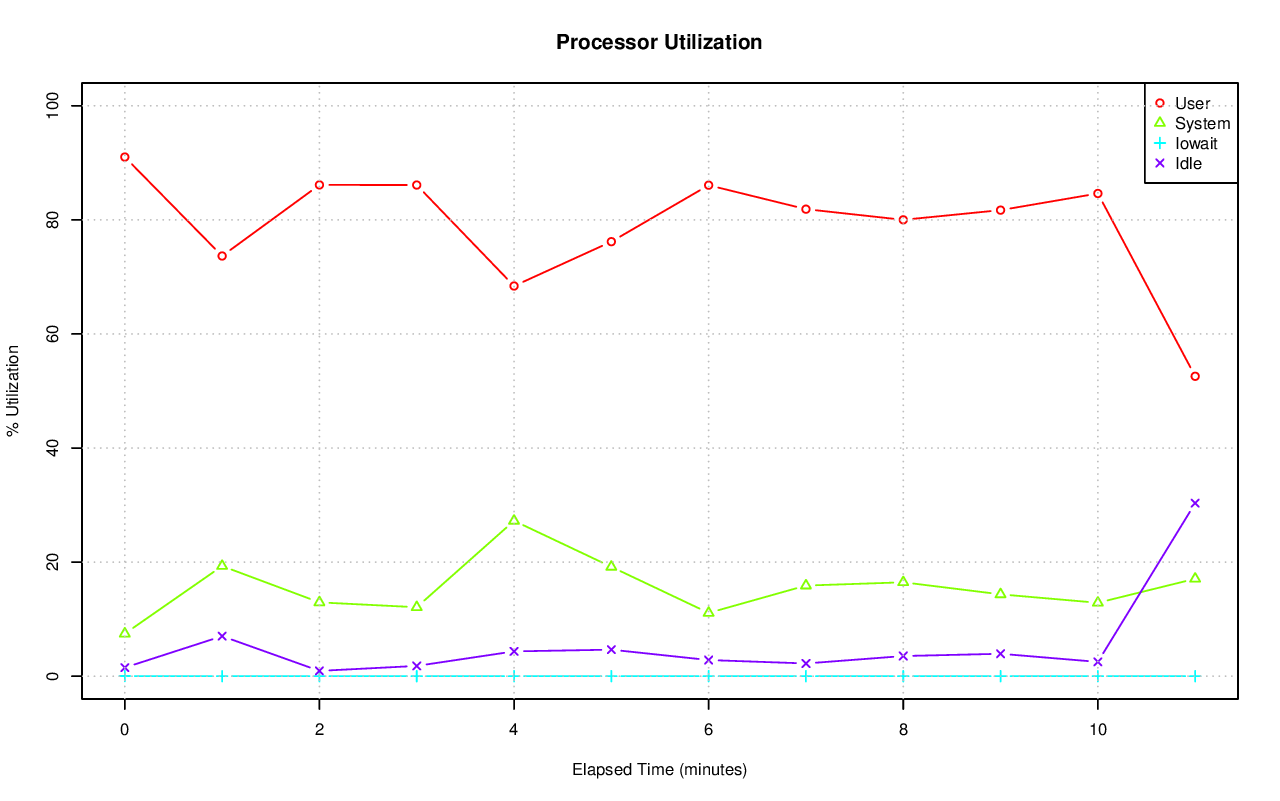 Processor Utilization
User
System
Iowait
Idle
% Utilization
100
80
60
40
20
0
0 2 4 6 8 10
Elapsed Time (minutes)